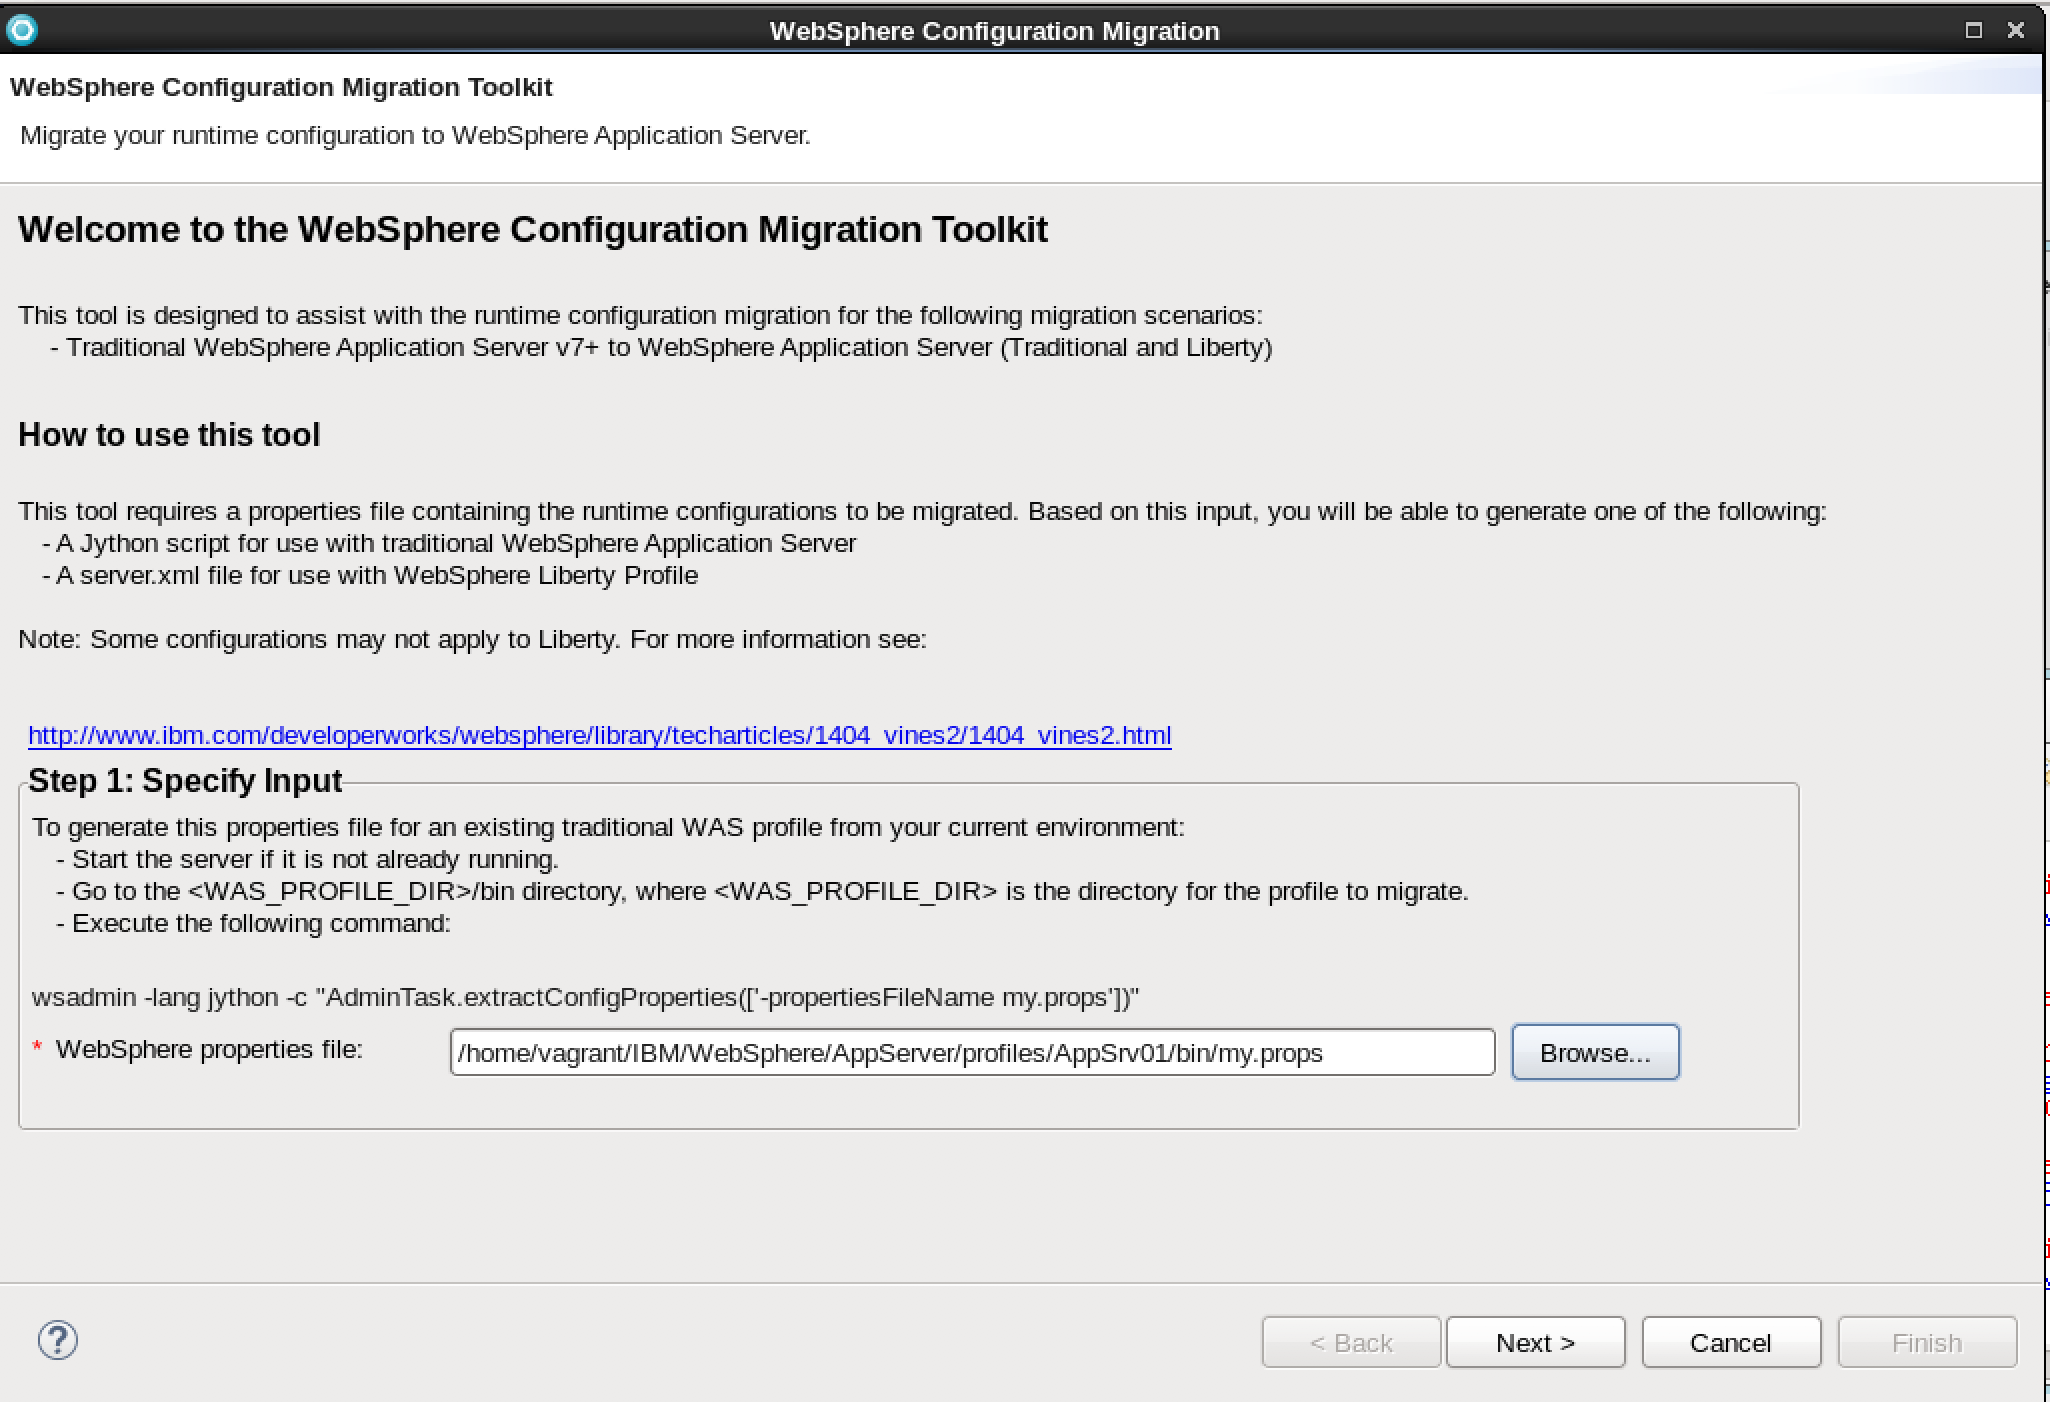 WebSphere Configuration Migration
WebSphere Configuration Migration Toolkit
Migrate your runtime configuration to WebSphere Application Server.
Welcome to the WebSphere Configuration Migration Toolkit
This tool is designed to assist with the runtime configuration migration for the following migration scenarios:
- Traditional WebSphere Application Server v7+ to WebSphere Application Server (Traditional and Liberty)
How to use this tool
This tool requires a properties file containing the runtime configurations to be migrated. Based on this input, you will be able to generate one of the following:
- A Jython script for use with traditional WebSphere Application Server
- A server.xml file for use with WebSphere Liberty Profile
Note: Some configurations may not apply to Liberty. For more information see:
http://www.ibm.com/developerworks/websphere/library/techarticles/1404_vines2/1404_vines2.html
Step 1: Specify Input
To generate this properties file for an existing traditional WAS profile from your current environment:
- Start the server if it is not already running.
- Go to the <WAS_PROFILE_DIR>/bin directory, where <WAS_PROFILE_DIR> is the directory for the profile to migrate.
- Execute the following command:
wsadmin -lang jython -c "AdminTask.extractConfigProperties(['-propertiesFileName my.props'])"
* WebSphere properties file: /home/vagrant/IBM/WebSphere/AppServer/profiles/AppSrv01/bin/my.props Browse...
? < Back Next > Cancel Finish